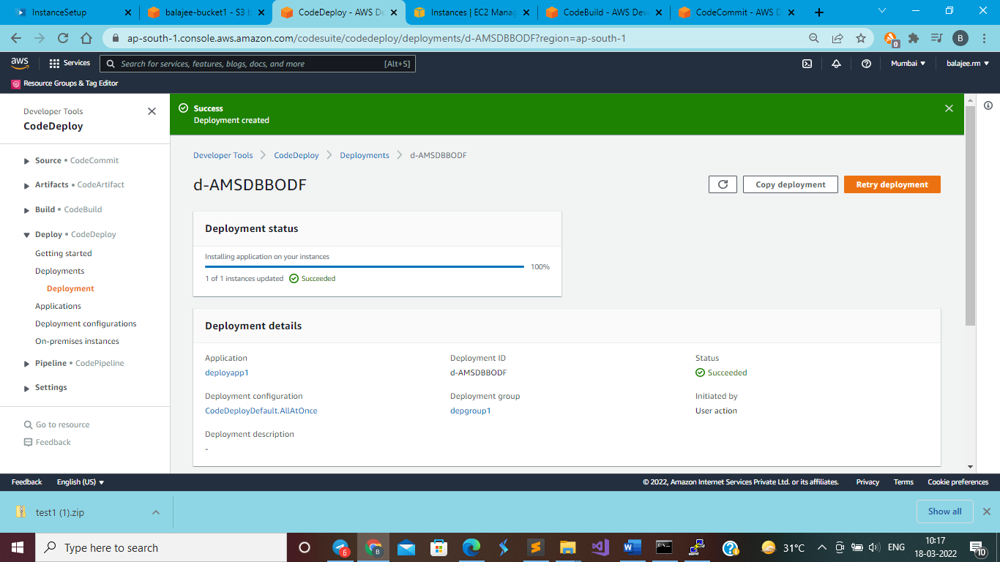 InstanceSetup
balajee-bucket1 - S3 b
CodeDeploy - AWS De
Instances | EC2 Manag
CodeBuild - AWS Dev
CodeCommit - AWS D
ap-south-1.console.aws.amazon.com/codesuite/codedeploy/deployments/d-AMSDBBODF?region=ap-south-1
0
B
aws
Services
Search for services, features, blogs, docs, and more
[Alt+S]
Mumbai
balajee.rm
Resource Groups & Tag Editor
Developer Tools
CodeDeploy
Source • CodeCommit
Artifacts • CodeArtifact
Build • CodeBuild
Deploy • CodeDeploy
Getting started
Deployments
Deployment
Applications
Deployment configurations
On-premises instances
Pipeline • CodePipeline
Settings
Go to resource
Feedback
Success
Deployment created
Developer Tools
CodeDeploy
Deployments
d-AMSDBBODF
d-AMSDBBODF
Copy deployment
Retry deployment
Deployment status
Installing application on your instances
100%
1 of 1 instances updated
Succeeded
Deployment details
Application
deployapp1
Deployment ID
d-AMSDBBODF
Status
Succeeded
Deployment configuration
CodeDeployDefault.AllAtOnce
Deployment group
depgroup1
Initiated by
User action
Deployment description
-
Feedback
English (US)
© 2022, Amazon Internet Services Private Ltd. or its affiliates.
Privacy
Terms
Cookie preferences
test1 (1).zip
Show all
Type here to search
6
B
31°C
ENG
10:17
18-03-2022
10